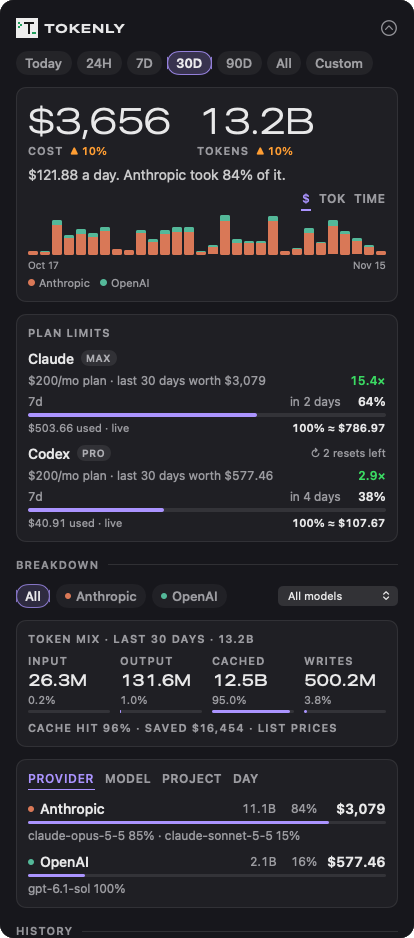 TOKENLY
Today 24H 7D 30D 90D All Custom
$3,656 13.2B
COST ▲ 10% TOKENS ▲ 10%
$121.88 a day. Anthropic took 84% of it.
$ TOK TIME
Oct 17 Nov 15
Anthropic OpenAI
PLAN LIMITS
Claude MAX
$200/mo plan · last 30 days worth $3,079 15.4×
7d in 2 days 64%
$503.66 used · live 100% ≈ $786.97
Codex PRO ↻ 2 resets left
$200/mo plan · last 30 days worth $577.46 2.9×
7d in 4 days 38%
$40.91 used · live 100% ≈ $107.67
BREAKDOWN
All Anthropic OpenAI All models
TOKEN MIX · LAST 30 DAYS · 13.2B
INPUT OUTPUT CACHED WRITES
26.3M 131.6M 12.5B 500.2M
0.2% 1.0% 95.0% 3.8%
CACHE HIT 96% · SAVED $16,454 · LIST PRICES
PROVIDER MODEL PROJECT DAY
Anthropic 11.1B 84% $3,079
claude-opus-5-5 85% · claude-sonnet-5-5 15%
OpenAI 2.1B 16% $577.46
gpt-6.1-sol 100%
HISTORY